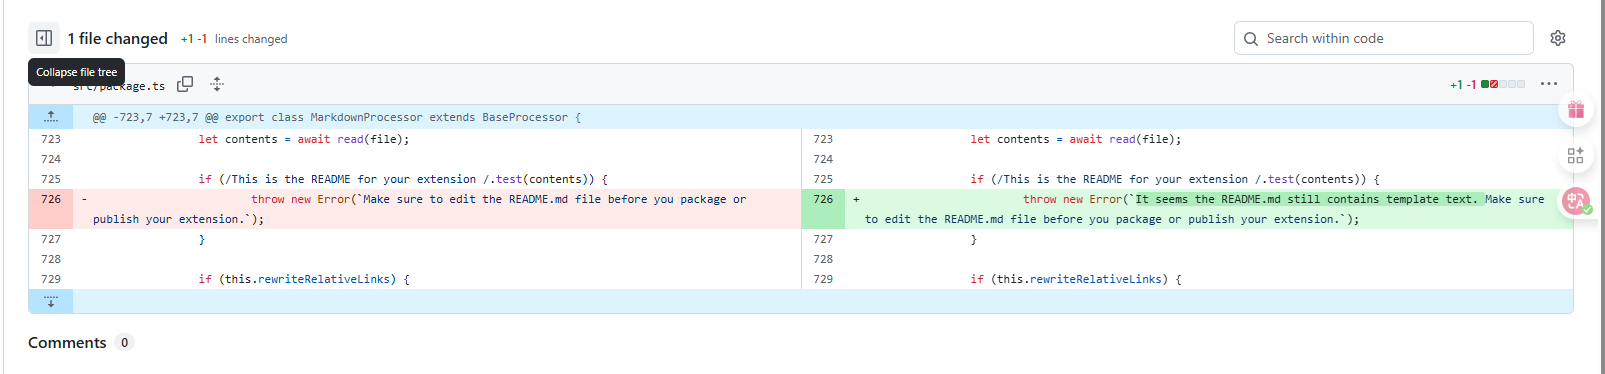 1 file changed +1 -1 lines changed
Search within code
Collapse file tree
src/package.ts
+1 -1
@@ -723,7 +723,7 @@ export class MarkdownProcessor extends BaseProcessor {
723 let contents = await read(file);
724
725 if (/This is the README for your extension /.test(contents)) {
726 - throw new Error(`Make sure to edit the README.md file before you package or
publish your extension.`);
727 }
728
729 if (this.rewriteRelativeLinks) {
723 let contents = await read(file);
724
725 if (/This is the README for your extension /.test(contents)) {
726 + throw new Error(`It seems the README.md still contains template text. Make sure
to edit the README.md file before you package or publish your extension.`);
727 }
728
729 if (this.rewriteRelativeLinks) {
Comments 0